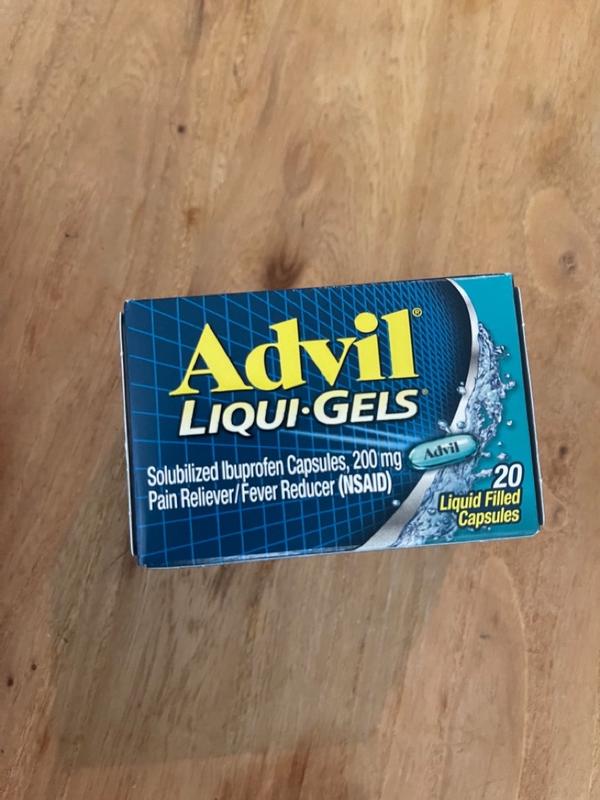 Advil®
LIQUI·GELS®
Solubilized Ibuprofen Capsules, 200 mg
Pain Reliever/Fever Reducer (NSAID)
Advil
20
Liquid Filled
Capsules